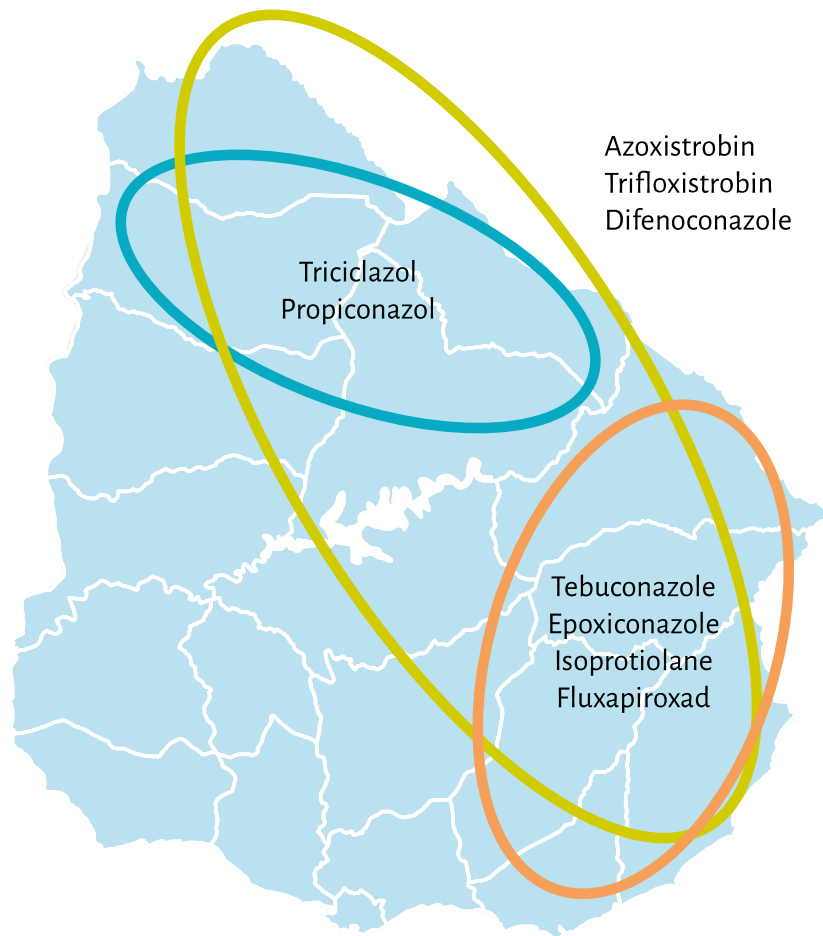 Azoxistrobin
Trifloxistrobin
Difenoconazole
Triciclazol
Propiconazol
Tebuconazole
Epoxiconazole
Isoprotiolane
Fluxapiroxad